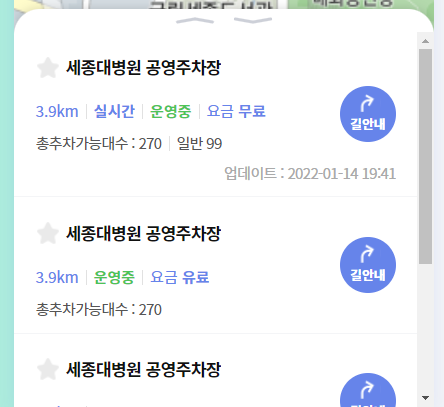 세종대병원 공영주차장
3.9km 실시간 운영중 요금 무료
길안내
총추차가능대수 : 270 일반 99
업데이트 : 2022-01-14 19:41
세종대병원 공영주차장
3.9km 운영중 요금 유료
길안내
총추차가능대수 : 270
세종대병원 공영주차장